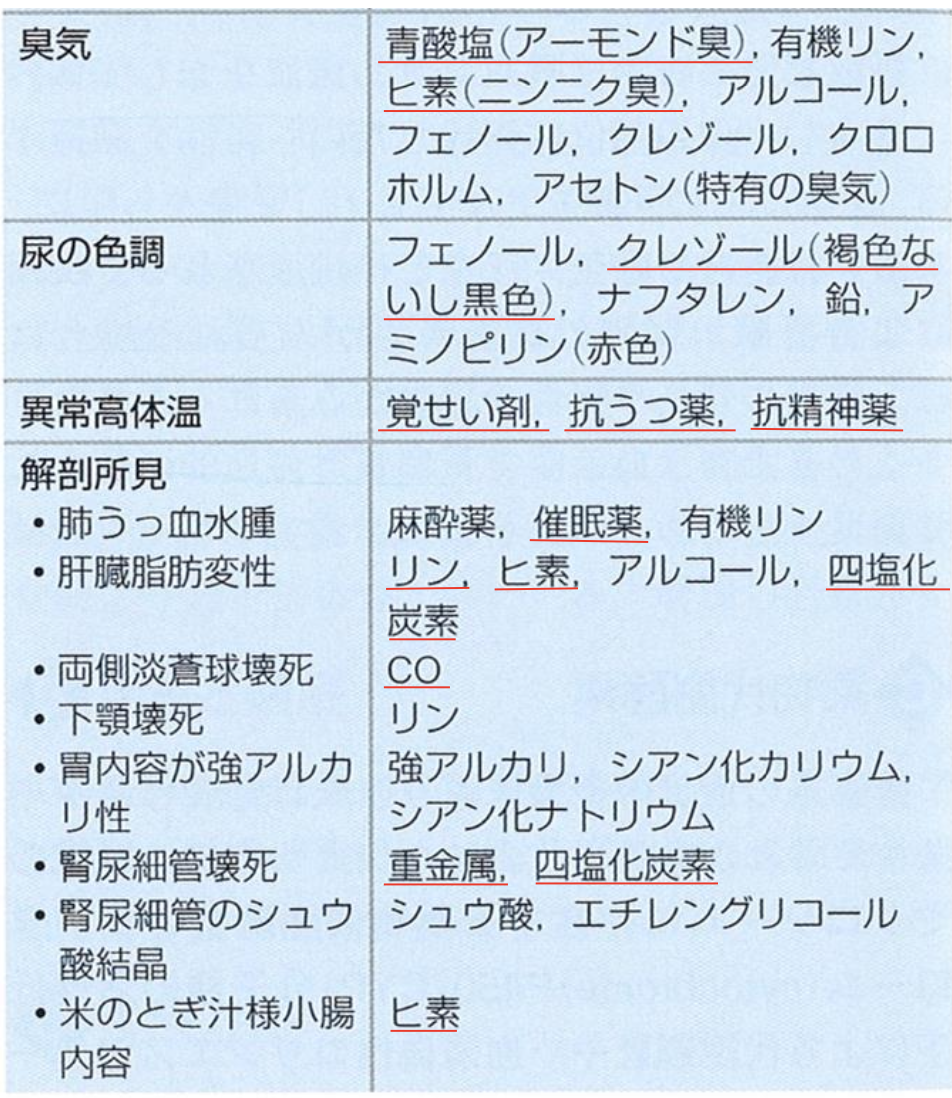 臭気 青酸塩(アーモンド臭),有機リン,
ヒ素(ニンニク臭),アルコール,
フェノール,クレゾール,クロロ
ホルム,アセトン(特有の臭気)
尿の色調 フェノール,クレゾール(褐色な
いし黒色),ナフタレン,鉛,ア
ミノピリン(赤色)
異常高体温 覚せい剤,抗うつ薬,抗精神薬
解剖所見
・肺うっ血水腫 麻酔薬,催眠薬,有機リン
・肝臓脂肪変性 リン,ヒ素,アルコール,四塩化
炭素
・両側淡蒼球壊死 CO
・下顎壊死 リン
・胃内容が強アルカ 強アルカリ,シアン化カリウム,
リ性 シアン化ナトリウム
・腎尿細管壊死 重金属,四塩化炭素
・腎尿細管のシュウ シュウ酸,エチレングリコール
酸結晶
・米のとぎ汁様小腸 ヒ素
内容